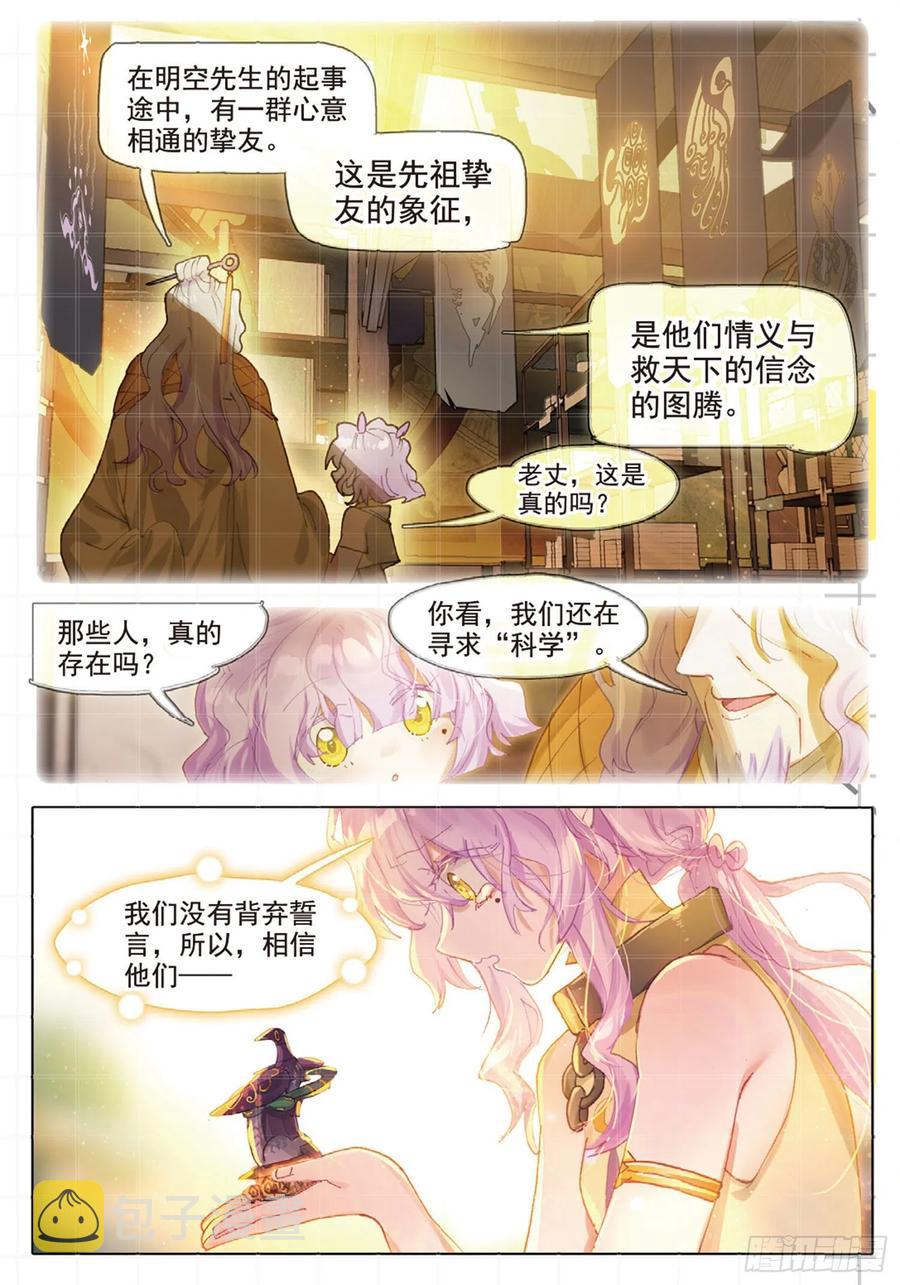 在明空先生的起事
途中，有一群心意
相通的挚友。
这是先祖挚
友的象征，
是他们情义与
救天下的信念
的图腾。
老丈，这是
真的吗？
那些人，真的
存在吗？
你看，我们还在
寻求“科学”。
我们没有背弃誓
言，所以，相信
他们——
包子漫画
腾讯动漫